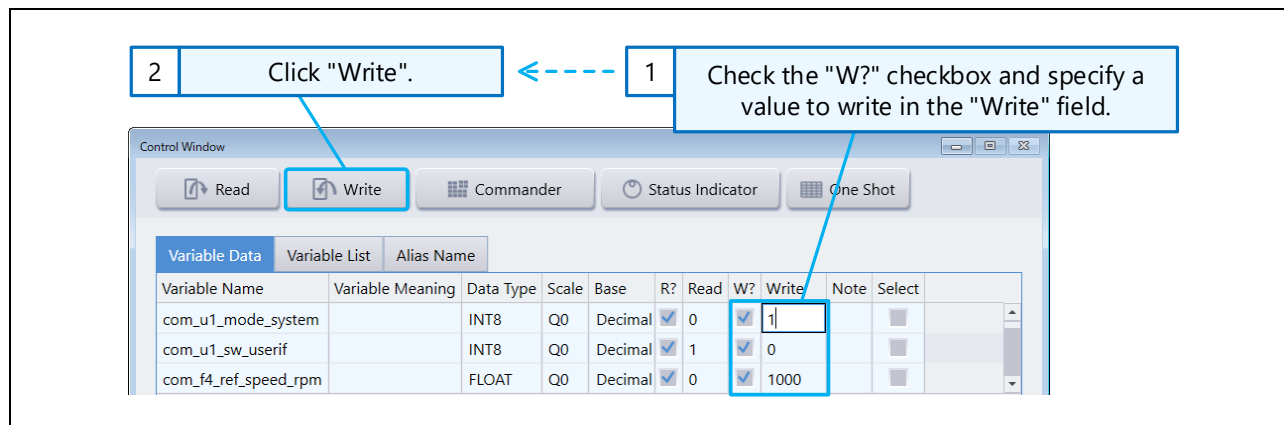 2 Click "Write". 1 Check the "W?" checkbox and specify a
value to write in the "Write" field.
Control Window
Read Write Commander Status Indicator One Shot
Variable Data Variable List Alias Name
Variable Name Variable Meaning Data Type Scale Base R? Read W? Write Note Select
com_u1_mode_system INT8 Q0 Decimal 0 1
com_u1_sw_userif INT8 Q0 Decimal 1 0
com_f4_ref_speed_rpm FLOAT Q0 Decimal 0 1000